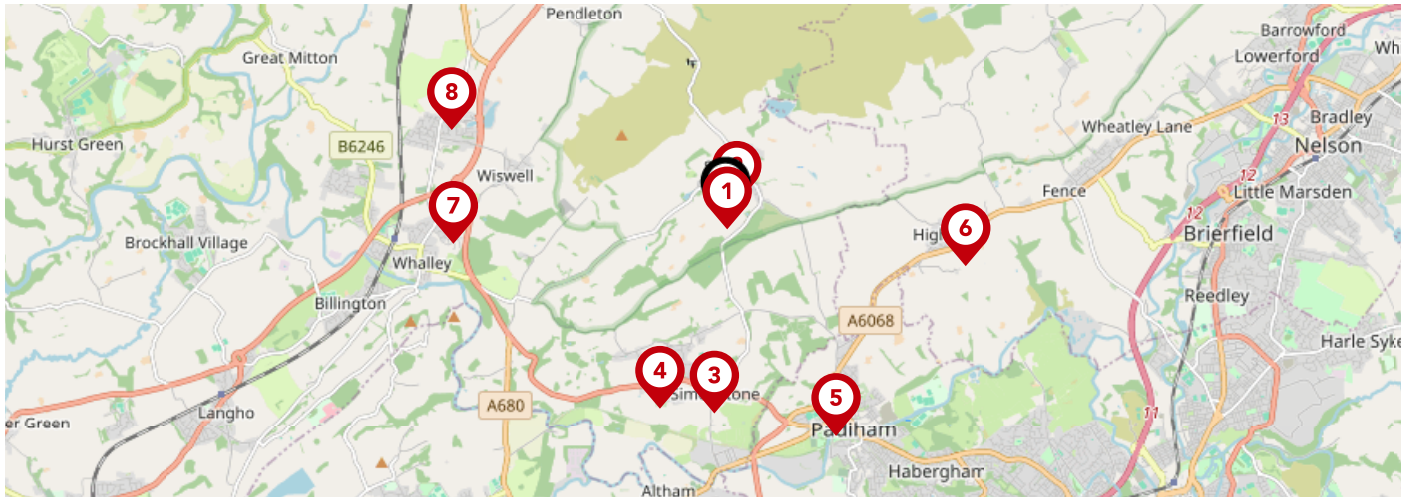 Pendleton
Great Mitton
Barrowford
Lowerford
8
Hurst Green
B6246
13
Bradley
Wheatley Lane
Nelson
Wiswell
1
12
Fence
Little Marsden
7
12
6
Brockhall Village
Brierfield
Whalley
Billington
Reedley
A6068
Harle Syke
4
3
A680
5
Langho
er Green
11
Padiham
Habergham
Altham